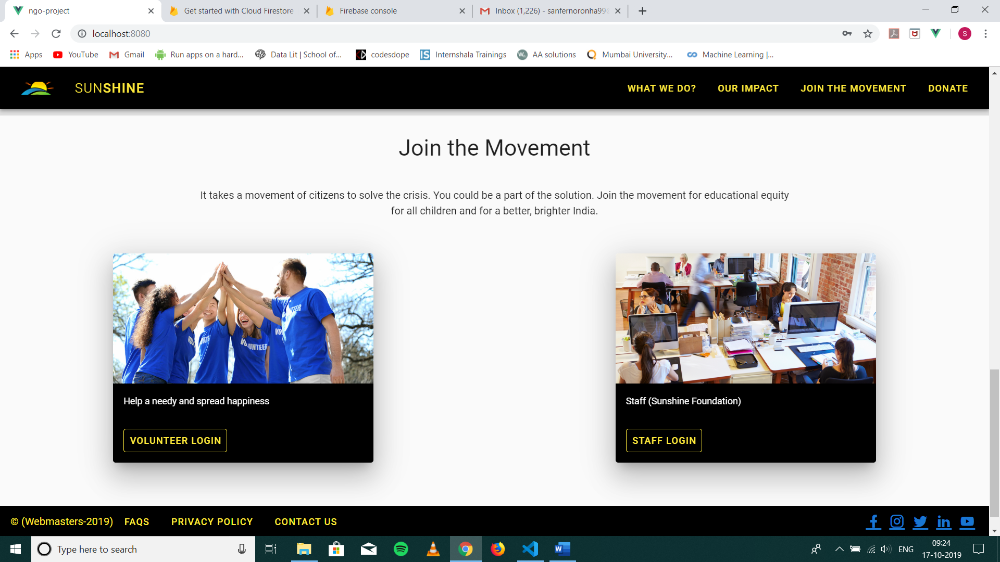 ngo-project
Get started with Cloud Firestore
Firebase console
Inbox (1,226) - sanfernoronha99
localhost:8080
S
Apps
YouTube
Gmail
Run apps on a hard...
Data Lit | School of...
codesdope
Internshala Trainings
AA solutions
Mumbai University...
Machine Learning |...
SUNSHINE
WHAT WE DO?
OUR IMPACT
JOIN THE MOVEMENT
DONATE
Join the Movement
It takes a movement of citizens to solve the crisis. You could be a part of the solution. Join the movement for educational equity
for all children and for a better, brighter India.
VOLUNTEER
Help a needy and spread happiness
VOLUNTEER LOGIN
Staff (Sunshine Foundation)
STAFF LOGIN
© (Webmasters-2019)
FAQS
PRIVACY POLICY
CONTACT US
Type here to search
ENG
09:24
17-10-2019